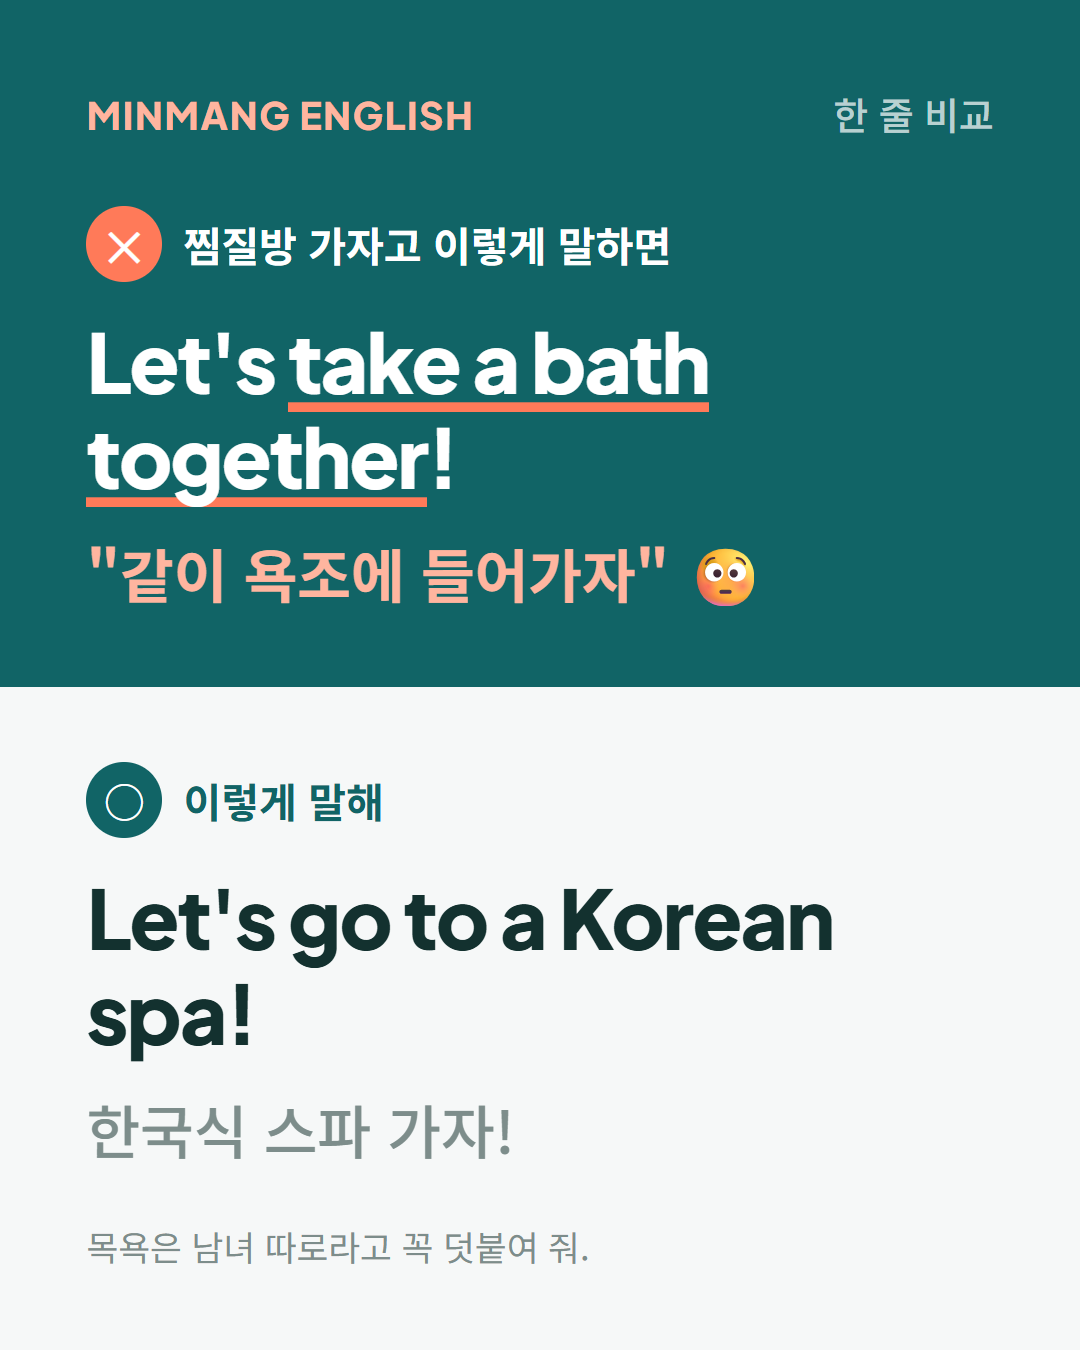 MINMANG ENGLISH
한 줄 비교
× 찜질방 가자고 이렇게 말하면
Let's take a bath
together!
"같이 욕조에 들어가자" 😳
○ 이렇게 말해
Let's go to a Korean
spa!
한국식 스파 가자!
목욕은 남녀 따로라고 꼭 덧붙여 줘.